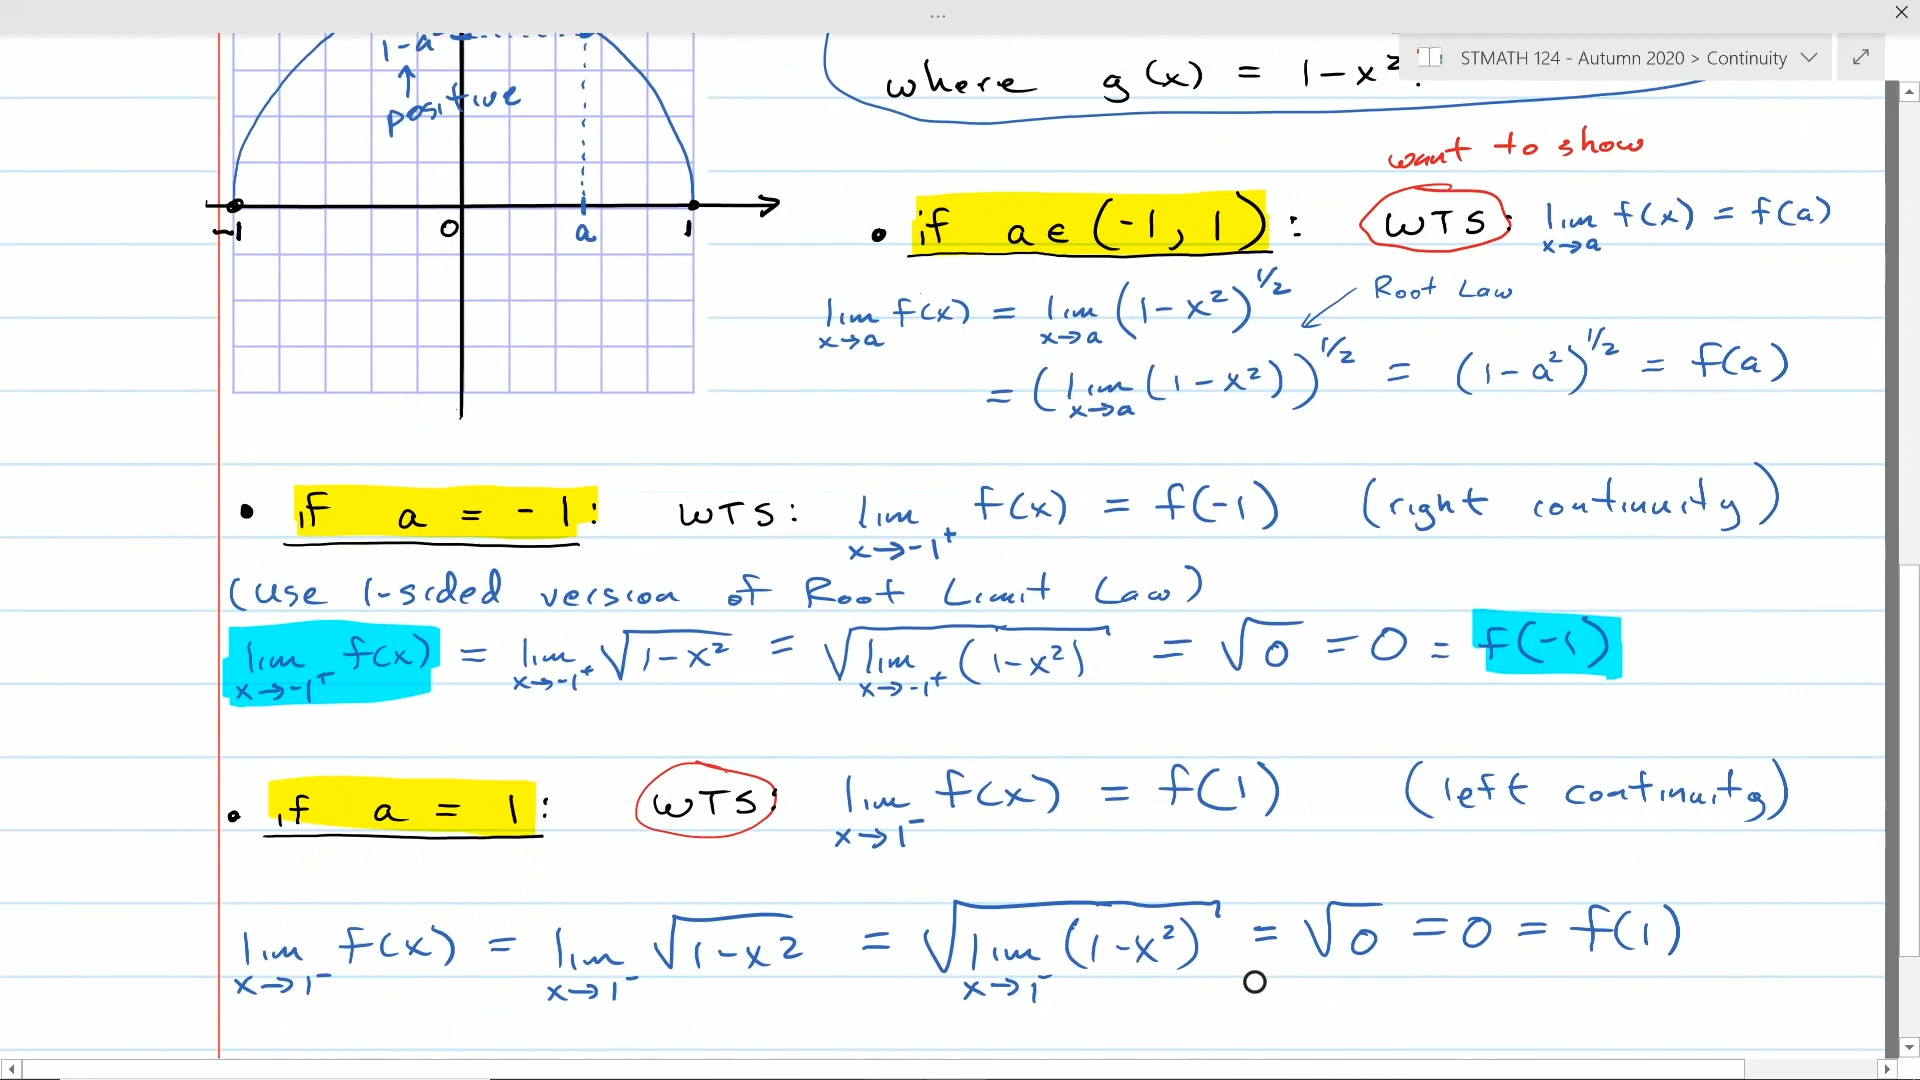 STMATH 124 - Autumn 2020 > Continuity
1-a²
positive
-1 0 a 1
where g(x) = 1-x².
want to show
• if a ∈ (-1, 1): WTS: lim x→a f(x) = f(a)
lim x→a f(x) = lim x→a (1-x²)^1/2 Root Law
= (lim x→a (1-x²))^1/2 = (1-a²)^1/2 = f(a)
• if a = -1: WTS: lim x→-1⁺ f(x) = f(-1) (right continuity)
(use 1-sided version of Root Limit Law)
lim x→-1⁺ f(x) = lim x→-1⁺ √(1-x²) = √(lim x→-1⁺ (1-x²)) = √0 = 0 = f(-1)
• if a = 1: WTS: lim x→1⁻ f(x) = f(1) (left continuity)
lim x→1⁻ f(x) = lim x→1⁻ √(1-x2) = √(lim x→1⁻ (1-x²)) = √0 = 0 = f(1)